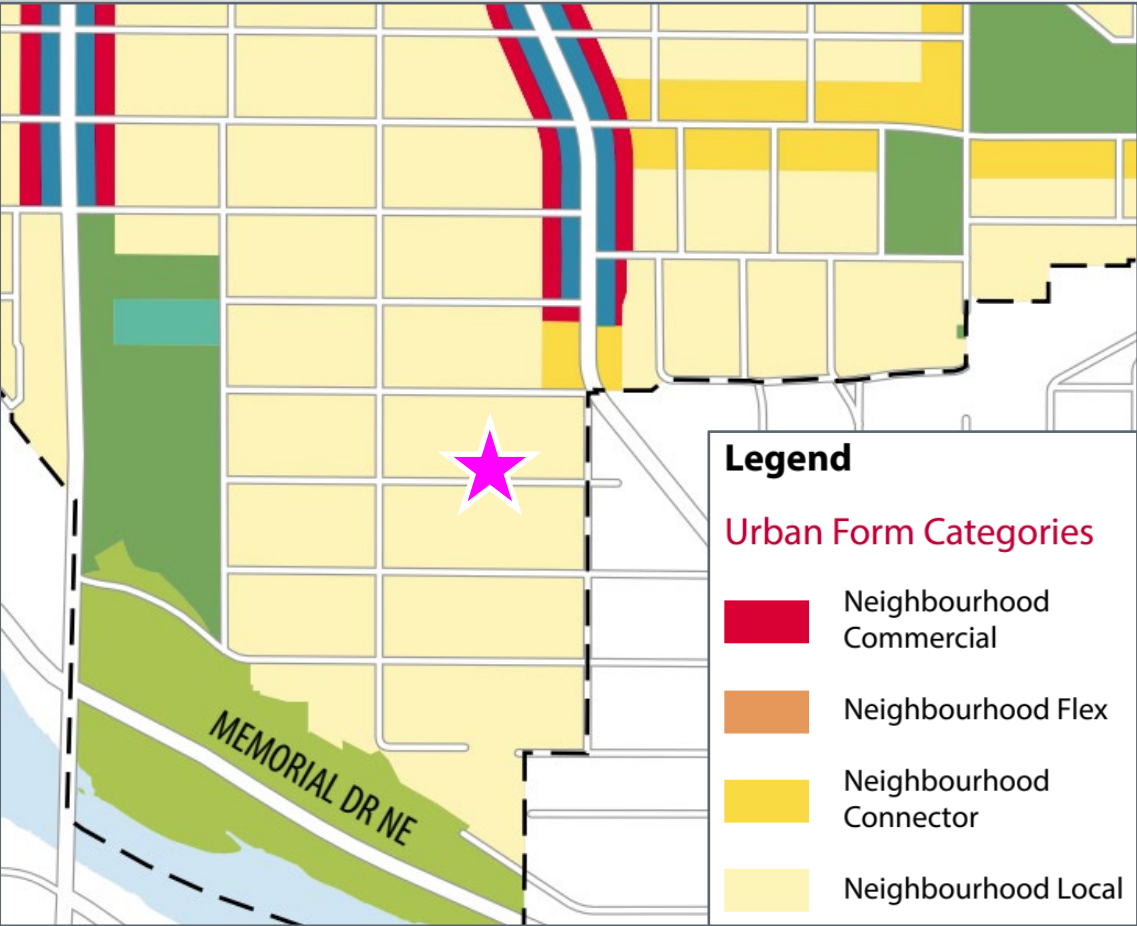 MEMORIAL DR NE
Legend
Urban Form Categories
Neighbourhood
Commercial
Neighbourhood Flex
Neighbourhood
Connector
Neighbourhood Local